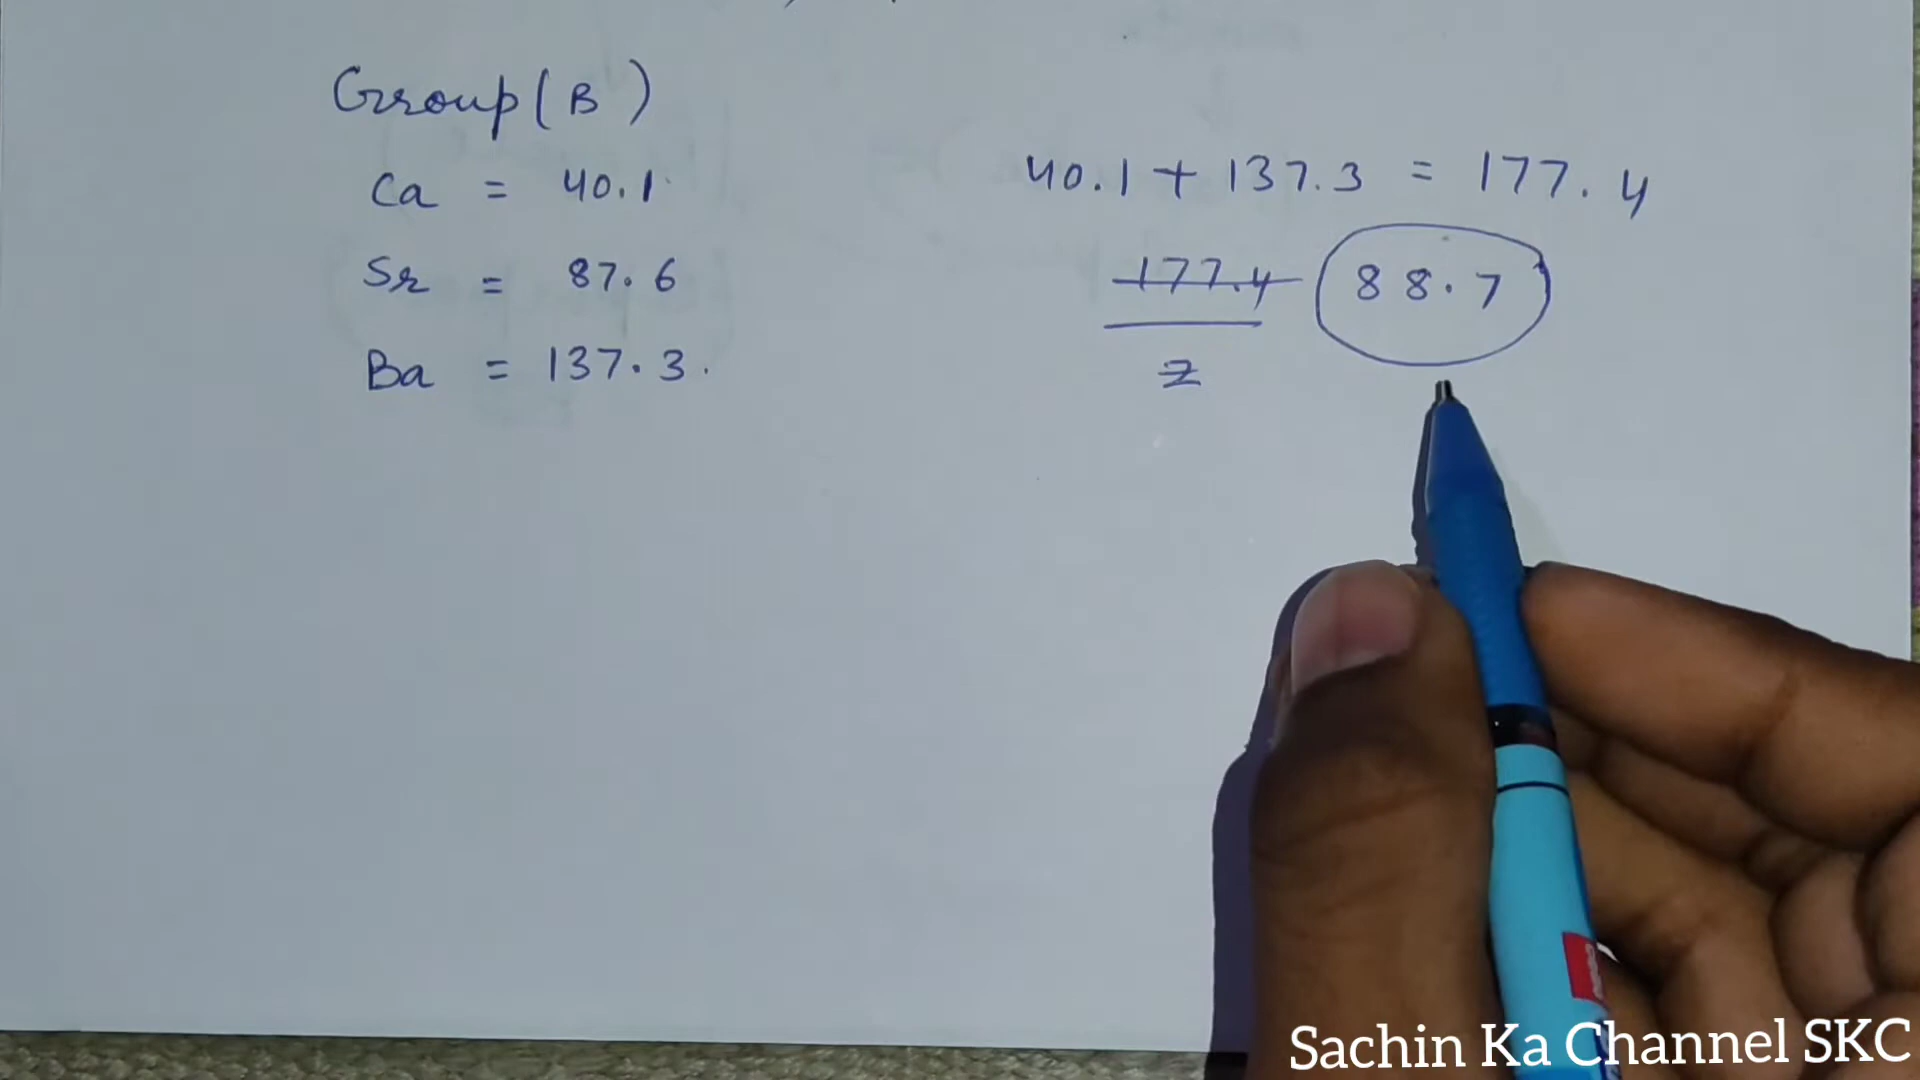 Group (B)
Ca = 40.1
Sr = 87.6
Ba = 137.3.
40.1 + 137.3 = 177.4
177.4
2
88.7
Sachin Ka Channel SKC